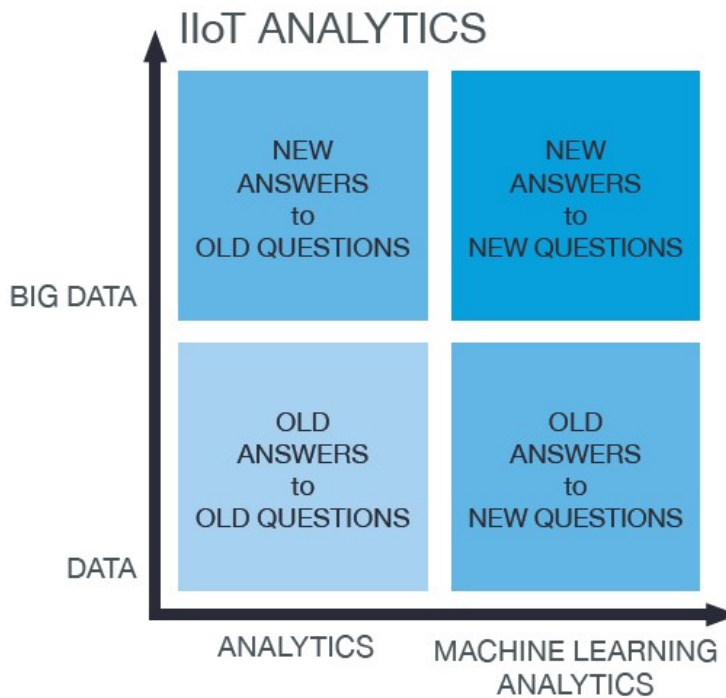 IIoT ANALYTICS
NEW
ANSWERS
to
OLD QUESTIONS
NEW
ANSWERS
to
NEW QUESTIONS
BIG DATA
OLD
ANSWERS
to
OLD QUESTIONS
OLD
ANSWERS
to
NEW QUESTIONS
DATA
ANALYTICS
MACHINE LEARNING
ANALYTICS